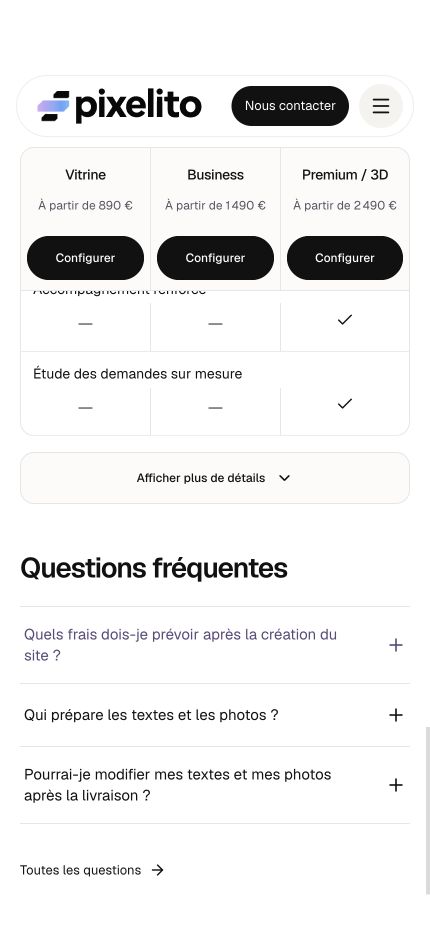 pixelito
Nous contacter
Vitrine
Business
Premium / 3D
À partir de 890 €
À partir de 1 490 €
À partir de 2 490 €
Configurer
Configurer
Configurer
Accompagnement renforcé
—
—
Étude des demandes sur mesure
—
—
Afficher plus de détails
Questions fréquentes
Quels frais dois-je prévoir après la création du
site ?
Qui prépare les textes et les photos ?
Pourrai-je modifier mes textes et mes photos
après la livraison ?
Toutes les questions